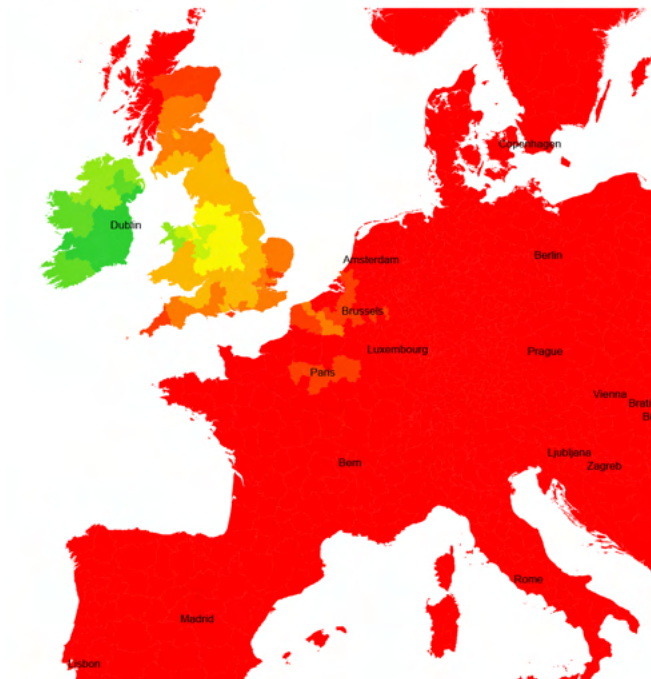 Copenhagen
Dublin
Amsterdam
Berlin
Brussels
Luxembourg
Prague
Paris
Vienna
Ljubljana
Bern
Zagreb
Rome
Madrid
Lisbon